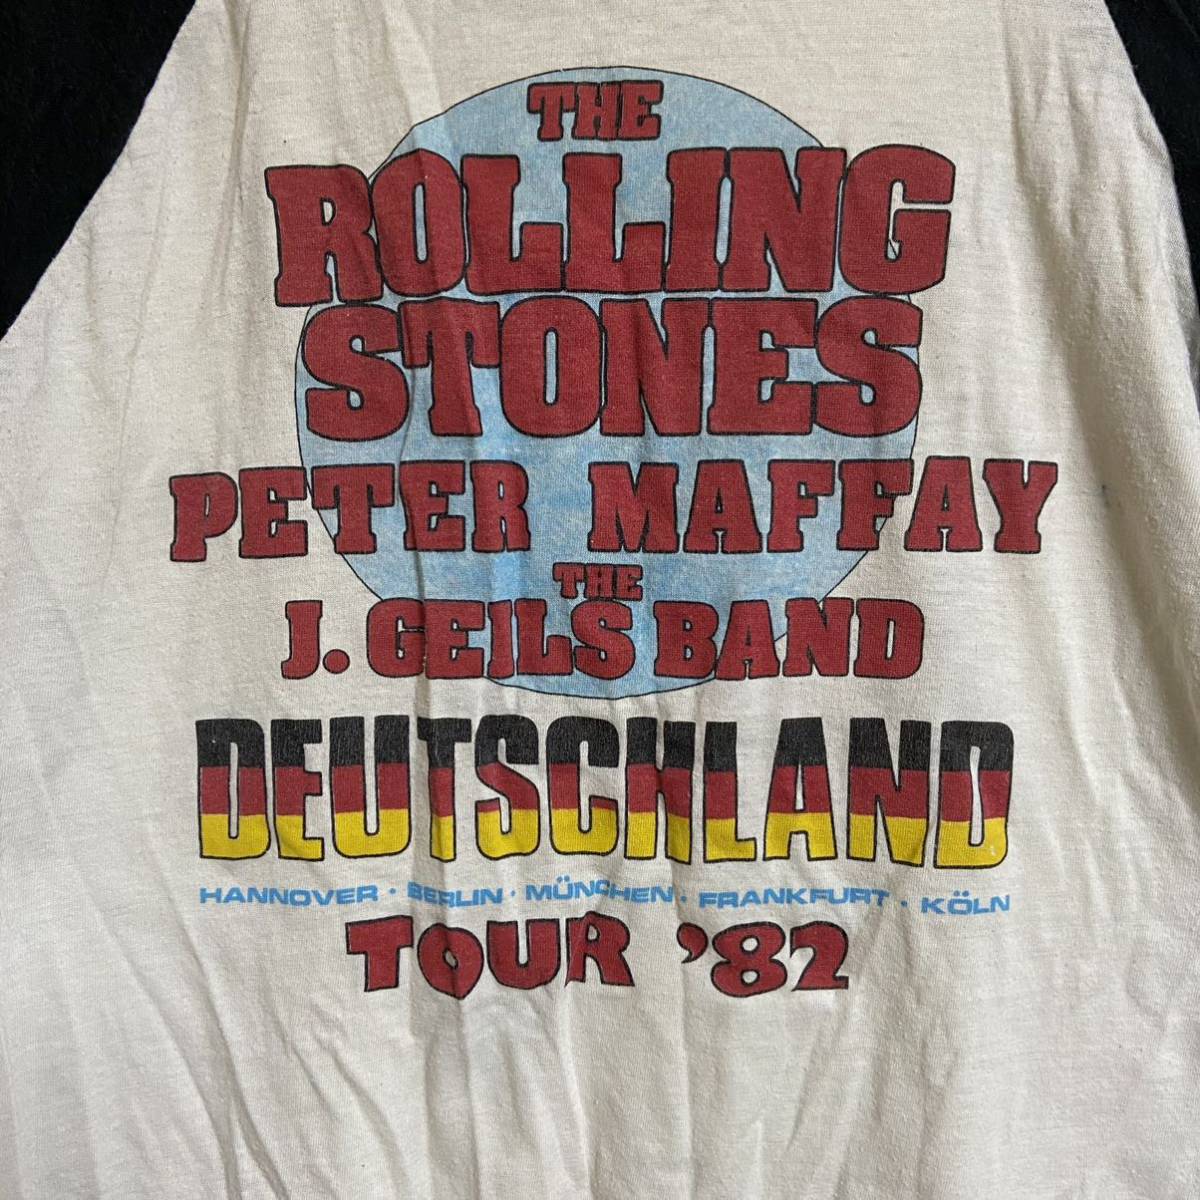 THE
ROLLING
STONES
PETER MAFFAY
THE
J. GEILS BAND
DEUTSCHLAND
HANNOVER · BERLIN · MÜNCHEN · FRANKFURT · KÖLN
TOUR '82